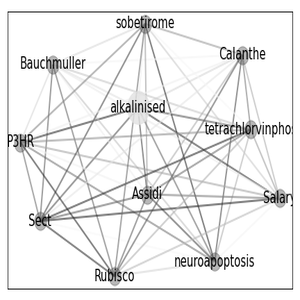 sobetirome
Calanthe
Bauchmuller
alkalinised
tetrachlorvinphos
P3HR
Assidi
Salary
Sect
neuroapoptosis
Rubisco